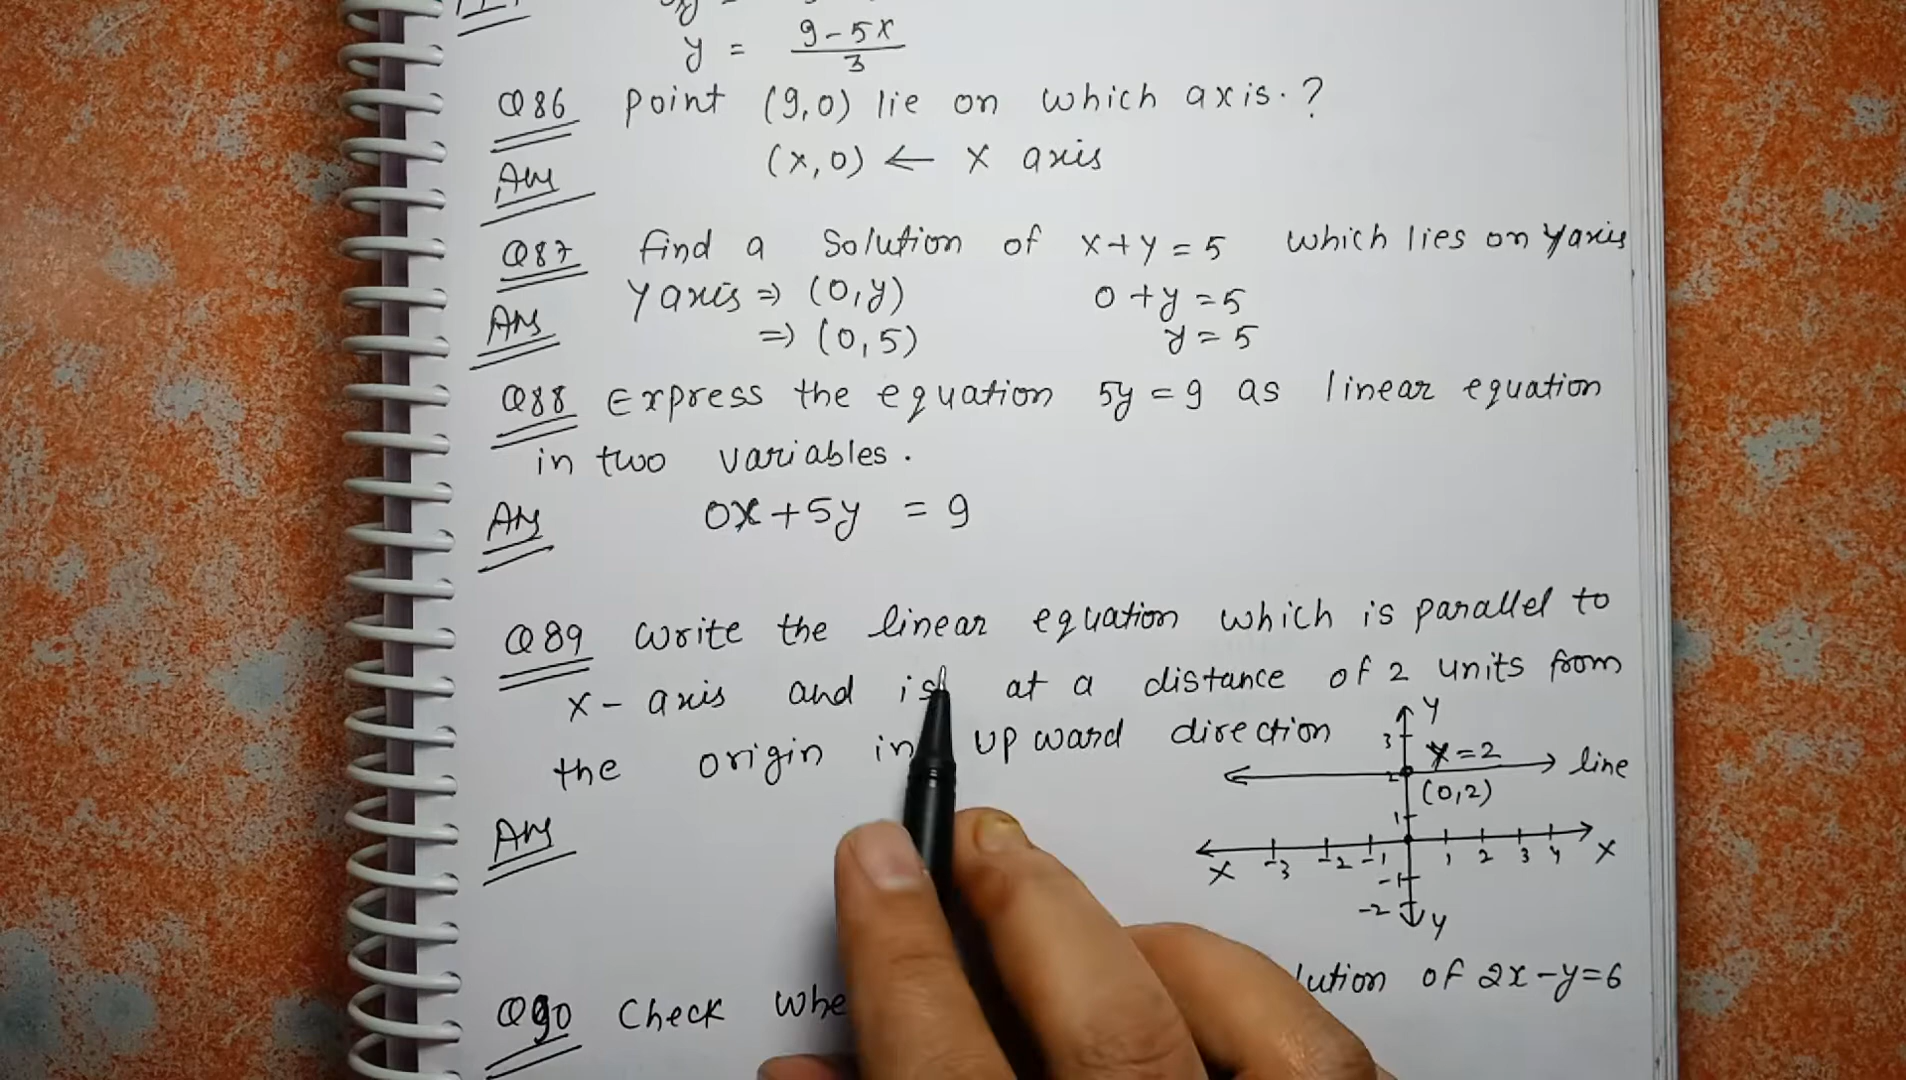 y = 9-5x
3
Q86 point (9,0) lie on which axis.?
Ans (x,0) ← X axis
Q87 find a solution of x+y=5 which lies on yaxis
Ans Yaxis ⇒ (0,y) 0+y=5
⇒ (0,5) y=5
Q88 Express the equation 5y=9 as linear equation
in two variables.
Ans 0x+5y = 9
Q89 write the linear equation which is parallel to
x-axis and is at a distance of 2 units from
the origin in upward direction
Ans
Y
3
2 y=2 line
(0,2)
1
X -3 -2 -1 1 2 3 4 X
-1
-2 Y
Q90 Check of 2x-y=6